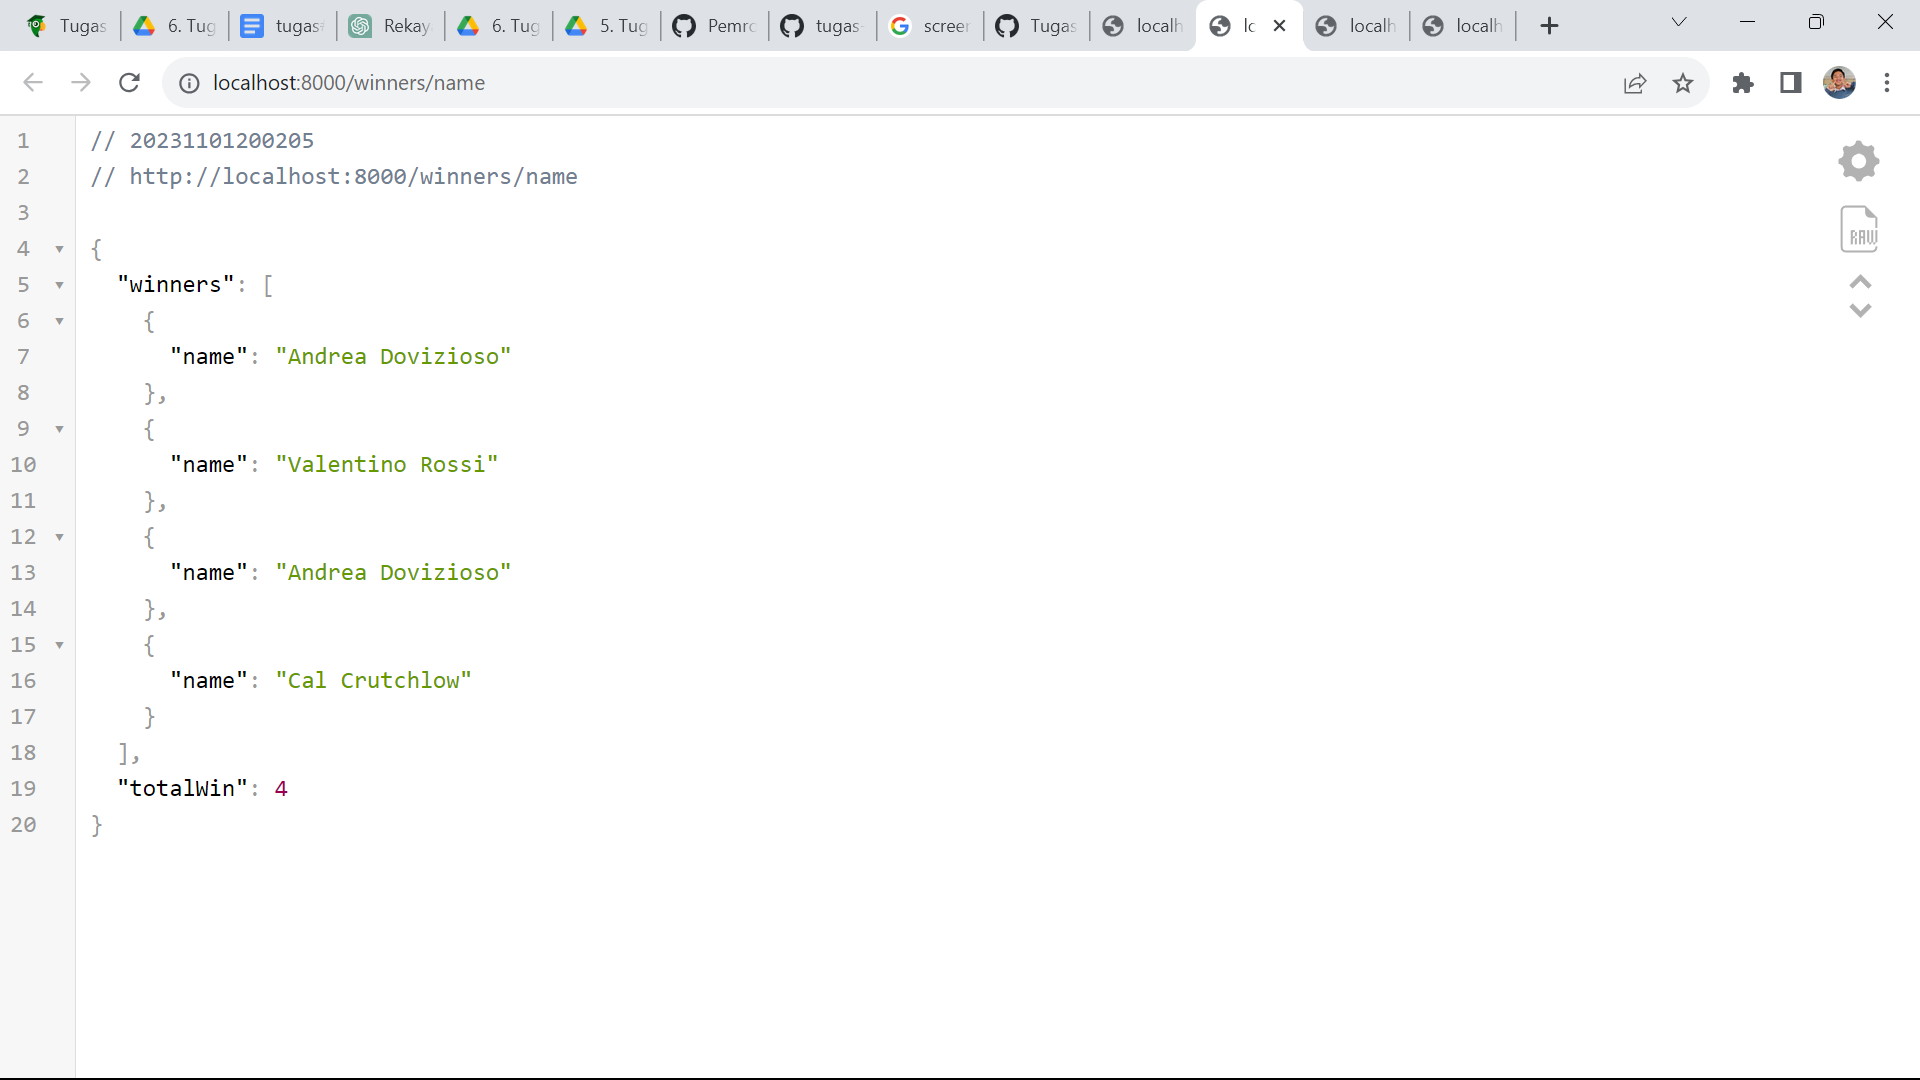 Tugas
6. Tug
tugas
Rekay
6. Tug
5. Tug
Pemro
tugas-
screer
Tugas
localh
lc
localh
localh
localhost:8000/winners/name
1 // 20231101200205
2 // http://localhost:8000/winners/name
3
4 {
5 "winners": [
6 {
7 "name": "Andrea Dovizioso"
8 },
9 {
10 "name": "Valentino Rossi"
11 },
12 {
13 "name": "Andrea Dovizioso"
14 },
15 {
16 "name": "Cal Crutchlow"
17 }
18 ],
19 "totalWin": 4
20 }
RAW